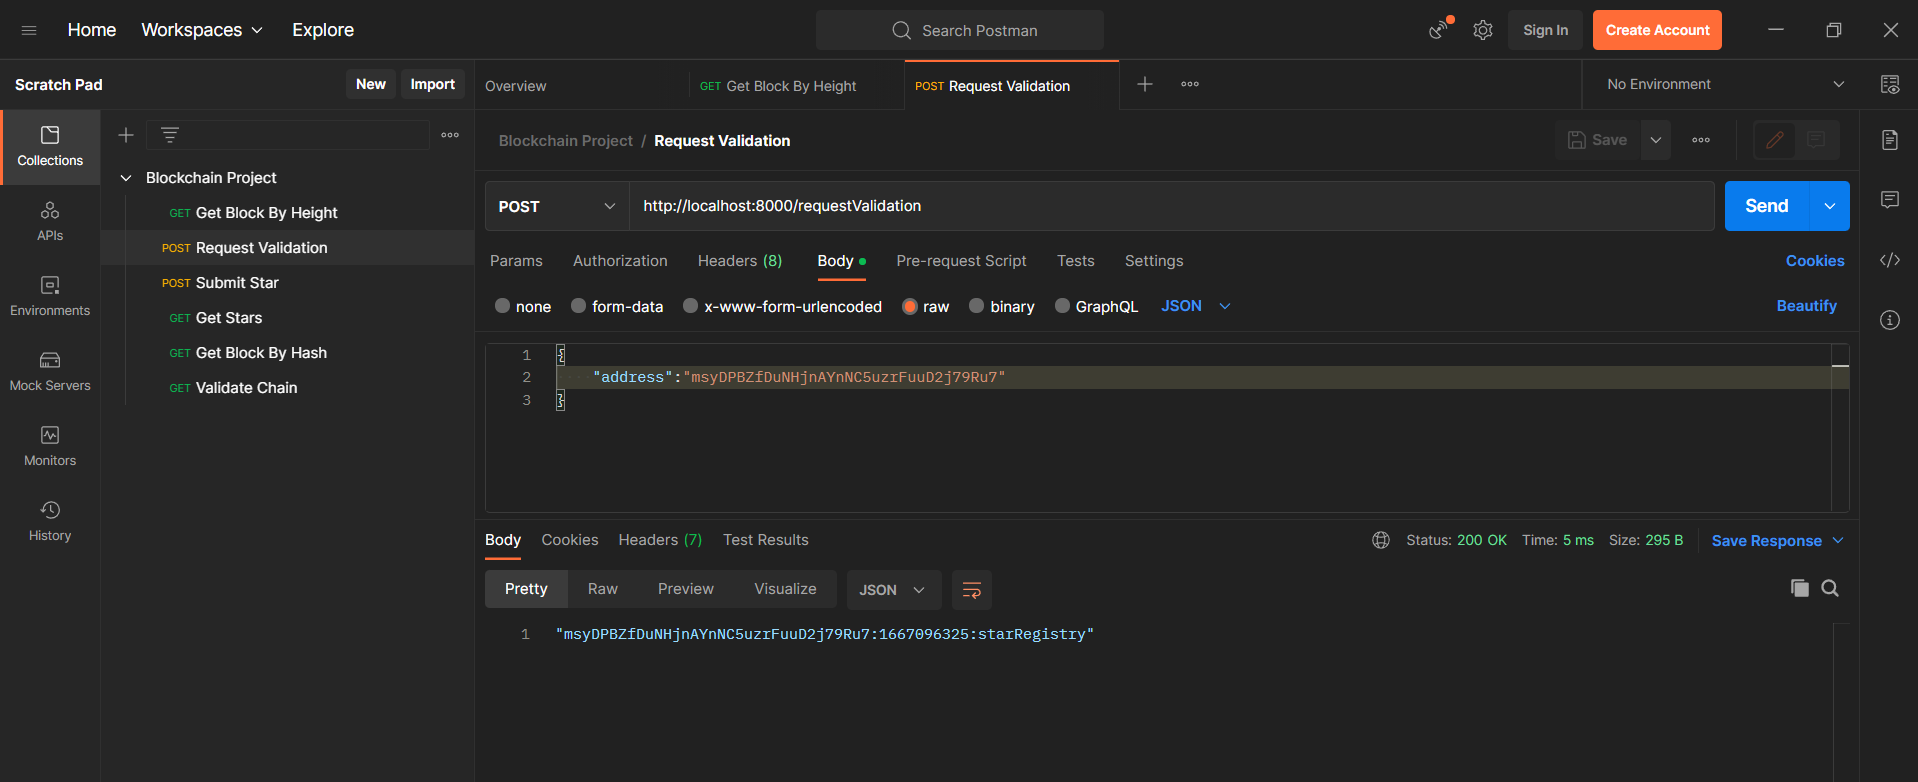 Home Workspaces Explore Search Postman Sign In Create Account
Scratch Pad New Import Overview GET Get Block By Height POST Request Validation No Environment
Collections
APIs
Environments
Mock Servers
Monitors
History
Blockchain Project
GET Get Block By Height
POST Request Validation
POST Submit Star
GET Get Stars
GET Get Block By Hash
GET Validate Chain
Blockchain Project / Request Validation Save
POST http://localhost:8000/requestValidation Send
Params Authorization Headers (8) Body Pre-request Script Tests Settings Cookies
none form-data x-www-form-urlencoded raw binary GraphQL JSON Beautify
1 {
2 "address":"msyDPBZfDuNHjnAYnNC5uzrFuuD2j79Ru7"
3 }
Body Cookies Headers (7) Test Results Status: 200 OK Time: 5 ms Size: 295 B Save Response
Pretty Raw Preview Visualize JSON
1 "msyDPBZfDuNHjnAYnNC5uzrFuuD2j79Ru7:1667096325:starRegistry"